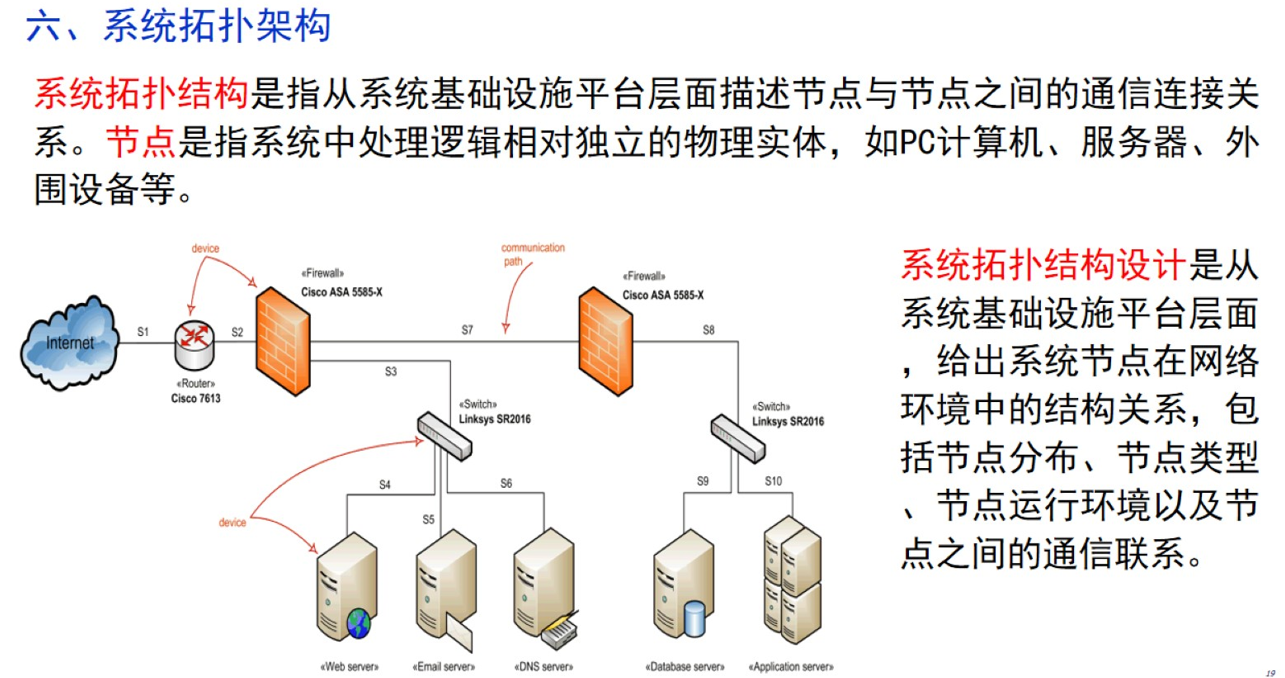 六、系统拓扑架构
系统拓扑结构是指从系统基础设施平台层面描述节点与节点之间的通信连接关
系。节点是指系统中处理逻辑相对独立的物理实体，如PC计算机、服务器、外
围设备等。
device
communication
path
«Firewall»
Cisco ASA 5585-X
«Firewall»
Cisco ASA 5585-X
Internet
S1
S2
S7
S8
«Router»
Cisco 7613
S3
«Switch»
Linksys SR2016
«Switch»
Linksys SR2016
S4
S5
S6
S9
S10
device
«Web server»
«Email server»
«DNS server»
«Database server»
«Application server»
系统拓扑结构设计是从
系统基础设施平台层面
，给出系统节点在网络
环境中的结构关系，包
括节点分布、节点类型
、节点运行环境以及节
点之间的通信联系。
19